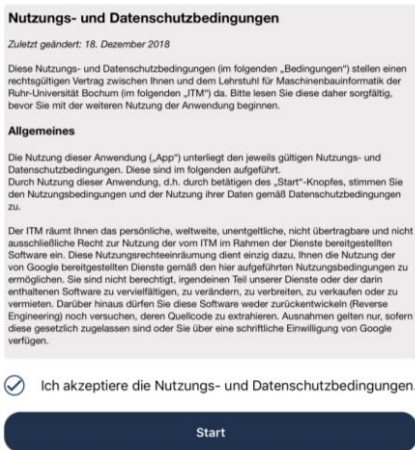 Nutzungs- und Datenschutzbedingungen
Zuletzt geändert: 18. Dezember 2018
Diese Nutzungs- und Datenschutzbedingungen (im folgenden „Bedingungen") stellen einen
rechtsgültigen Vertrag zwischen Ihnen und dem Lehrstuhl für Maschinenbauinformatik der
Ruhr-Universität Bochum (im folgenden „ITM") da. Bitte lesen Sie diese daher sorgfältig,
bevor Sie mit der weiteren Nutzung der Anwendung beginnen.
Allgemeines
Die Nutzung dieser Anwendung („App") unterliegt den jeweils gültigen Nutzungs- und
Datenschutzbedingungen. Diese sind im folgenden aufgeführt.
Durch Nutzung dieser Anwendung, d.h. durch betätigen des „Start"-Knopfes, stimmen Sie
den Nutzungsbedingungen und der Nutzung ihrer Daten gemäß Datenschutzbedingungen
zu.
Der ITM räumt Ihnen das persönliche, weltweite, unentgeltliche, nicht übertragbare und nicht
ausschließliche Recht zur Nutzung der vom ITM im Rahmen der Dienste bereitgestellten
Software ein. Diese Nutzungsrechteeinräumung dient einzig dazu, Ihnen die Nutzung der
von Google bereitgestellten Dienste gemäß den hier aufgeführten Nutzungsbedingungen zu
ermöglichen. Sie sind nicht berechtigt, irgendeinen Teil unserer Dienste oder der darin
enthaltenen Software zu vervielfältigen, zu verändern, zu verbreiten, zu verkaufen oder zu
vermieten. Darüber hinaus dürfen Sie diese Software weder zurückentwickeln (Reverse
Engineering) noch versuchen, deren Quellcode zu extrahieren. Ausnahmen gelten nur, sofern
diese gesetzlich zugelassen sind oder Sie über eine schriftliche Einwilligung von Google
verfügen.
Ich akzeptiere die Nutzungs- und Datenschutzbedingungen.
Start